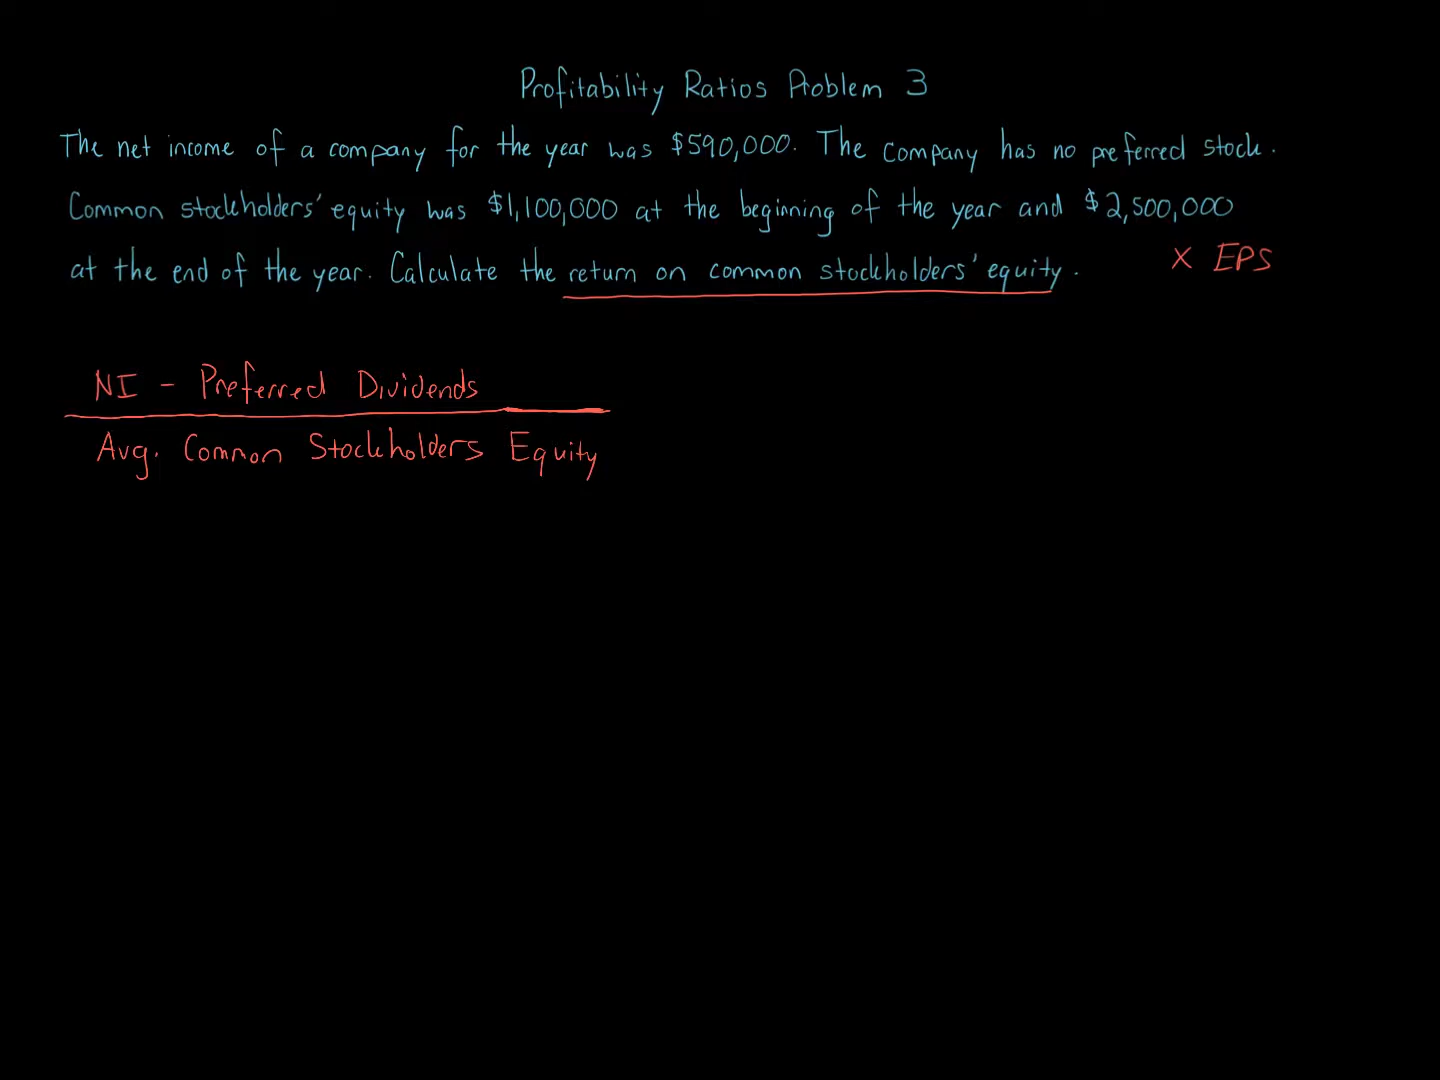 Profitability Ratios Problem 3
The net income of a company for the year was $590,000. The company has no preferred stock.
Common stockholders' equity was $1,100,000 at the beginning of the year and $2,500,000
at the end of the year. Calculate the return on common stockholders' equity.
X EPS
NI - Preferred Dividends
Avg. Common Stockholders Equity